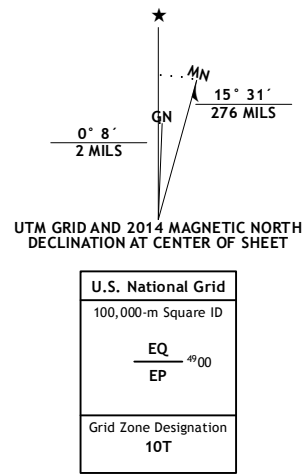 ★
MN
15° 31´
276 MILS
GN
0° 8´
2 MILS
UTM GRID AND 2014 MAGNETIC NORTH
DECLINATION AT CENTER OF SHEET
U.S. National Grid
100,000-m Square ID
EQ
4900
EP
Grid Zone Designation
10T